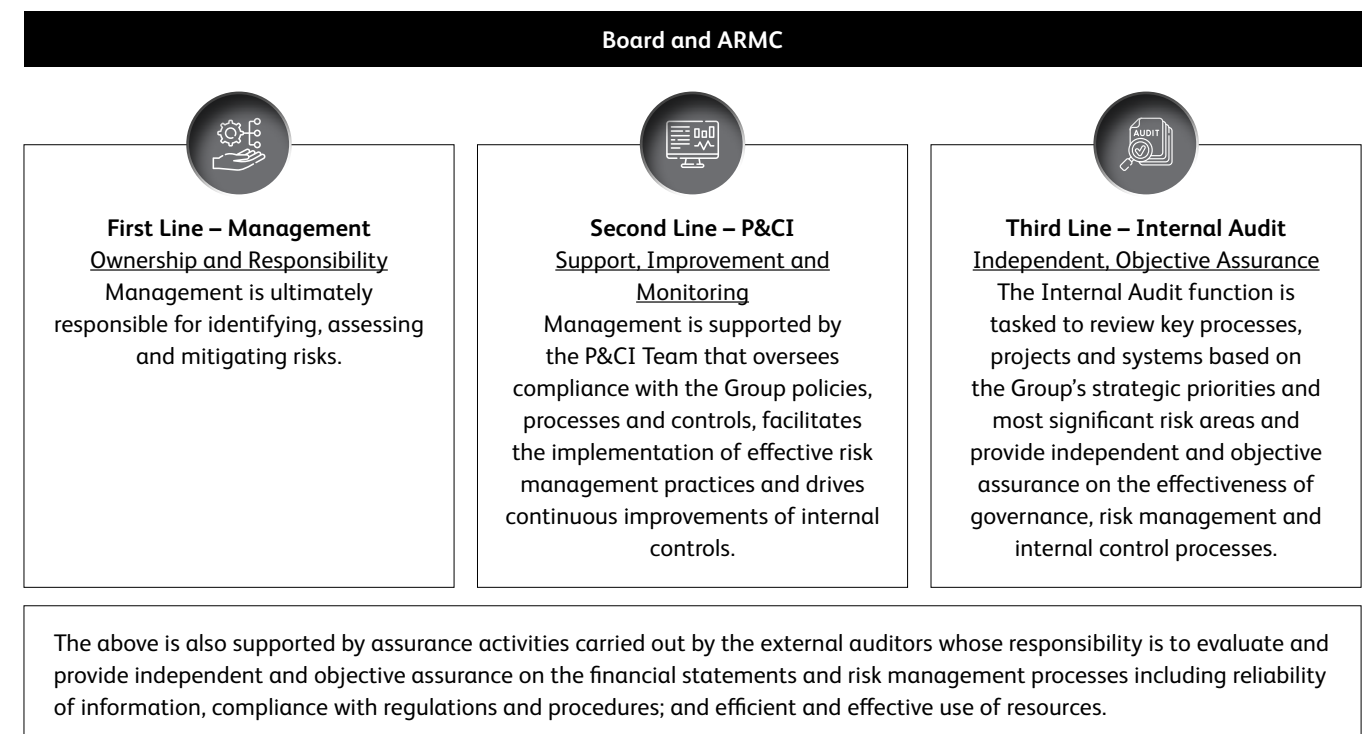 Board and ARMC
First Line – Management
Ownership and Responsibility
Management is ultimately
responsible for identifying, assessing
and mitigating risks.
Second Line – P&CI
Support, Improvement and
Monitoring
Management is supported by
the P&CI Team that oversees
compliance with the Group policies,
processes and controls, facilitates
the implementation of effective risk
management practices and drives
continuous improvements of internal
controls.
AUDIT
Third Line – Internal Audit
Independent, Objective Assurance
The Internal Audit function is
tasked to review key processes,
projects and systems based on
the Group’s strategic priorities and
most significant risk areas and
provide independent and objective
assurance on the effectiveness of
governance, risk management and
internal control processes.
The above is also supported by assurance activities carried out by the external auditors whose responsibility is to evaluate and
provide independent and objective assurance on the financial statements and risk management processes including reliability
of information, compliance with regulations and procedures; and efficient and effective use of resources.